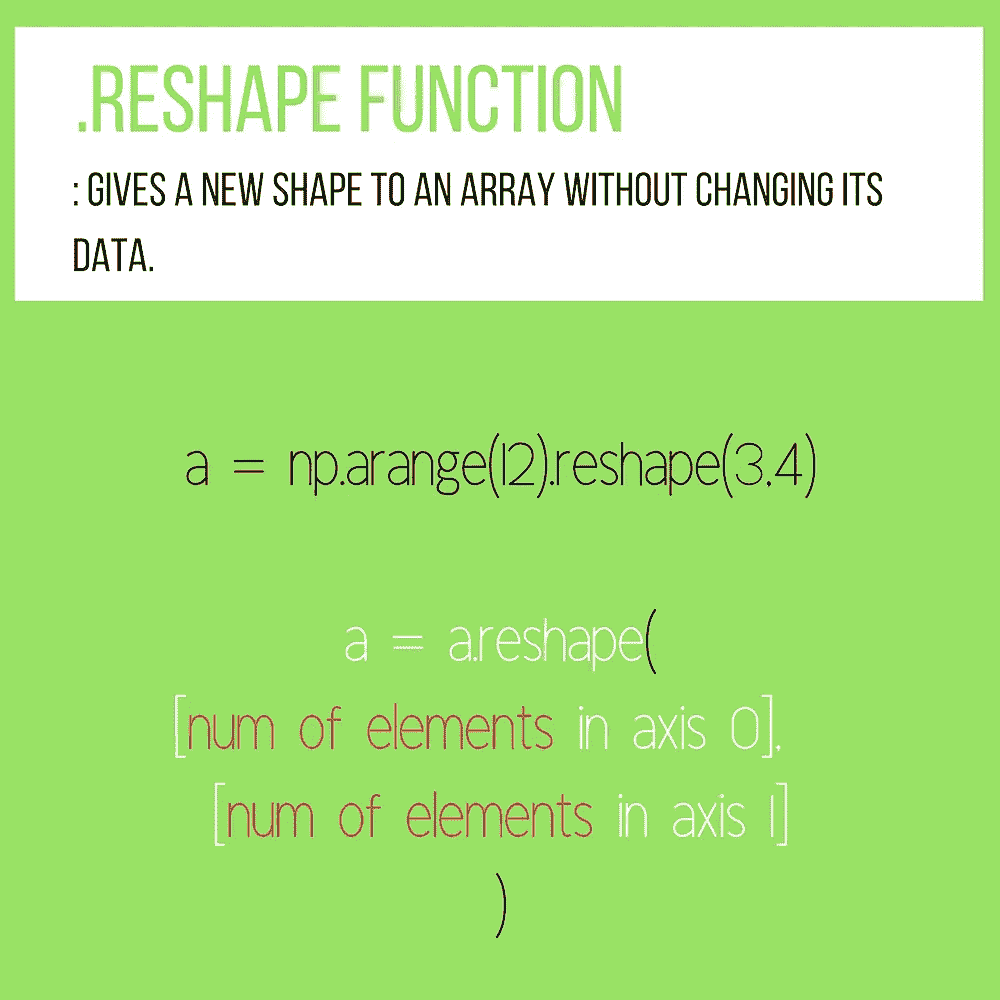 .RESHAPE FUNCTION
: GIVES A NEW SHAPE TO AN ARRAY WITHOUT CHANGING ITS
DATA.
a = np.arange(12).reshape(3,4)
a = a.reshape(
[num of elements in axis 0],
[num of elements in axis 1]
)